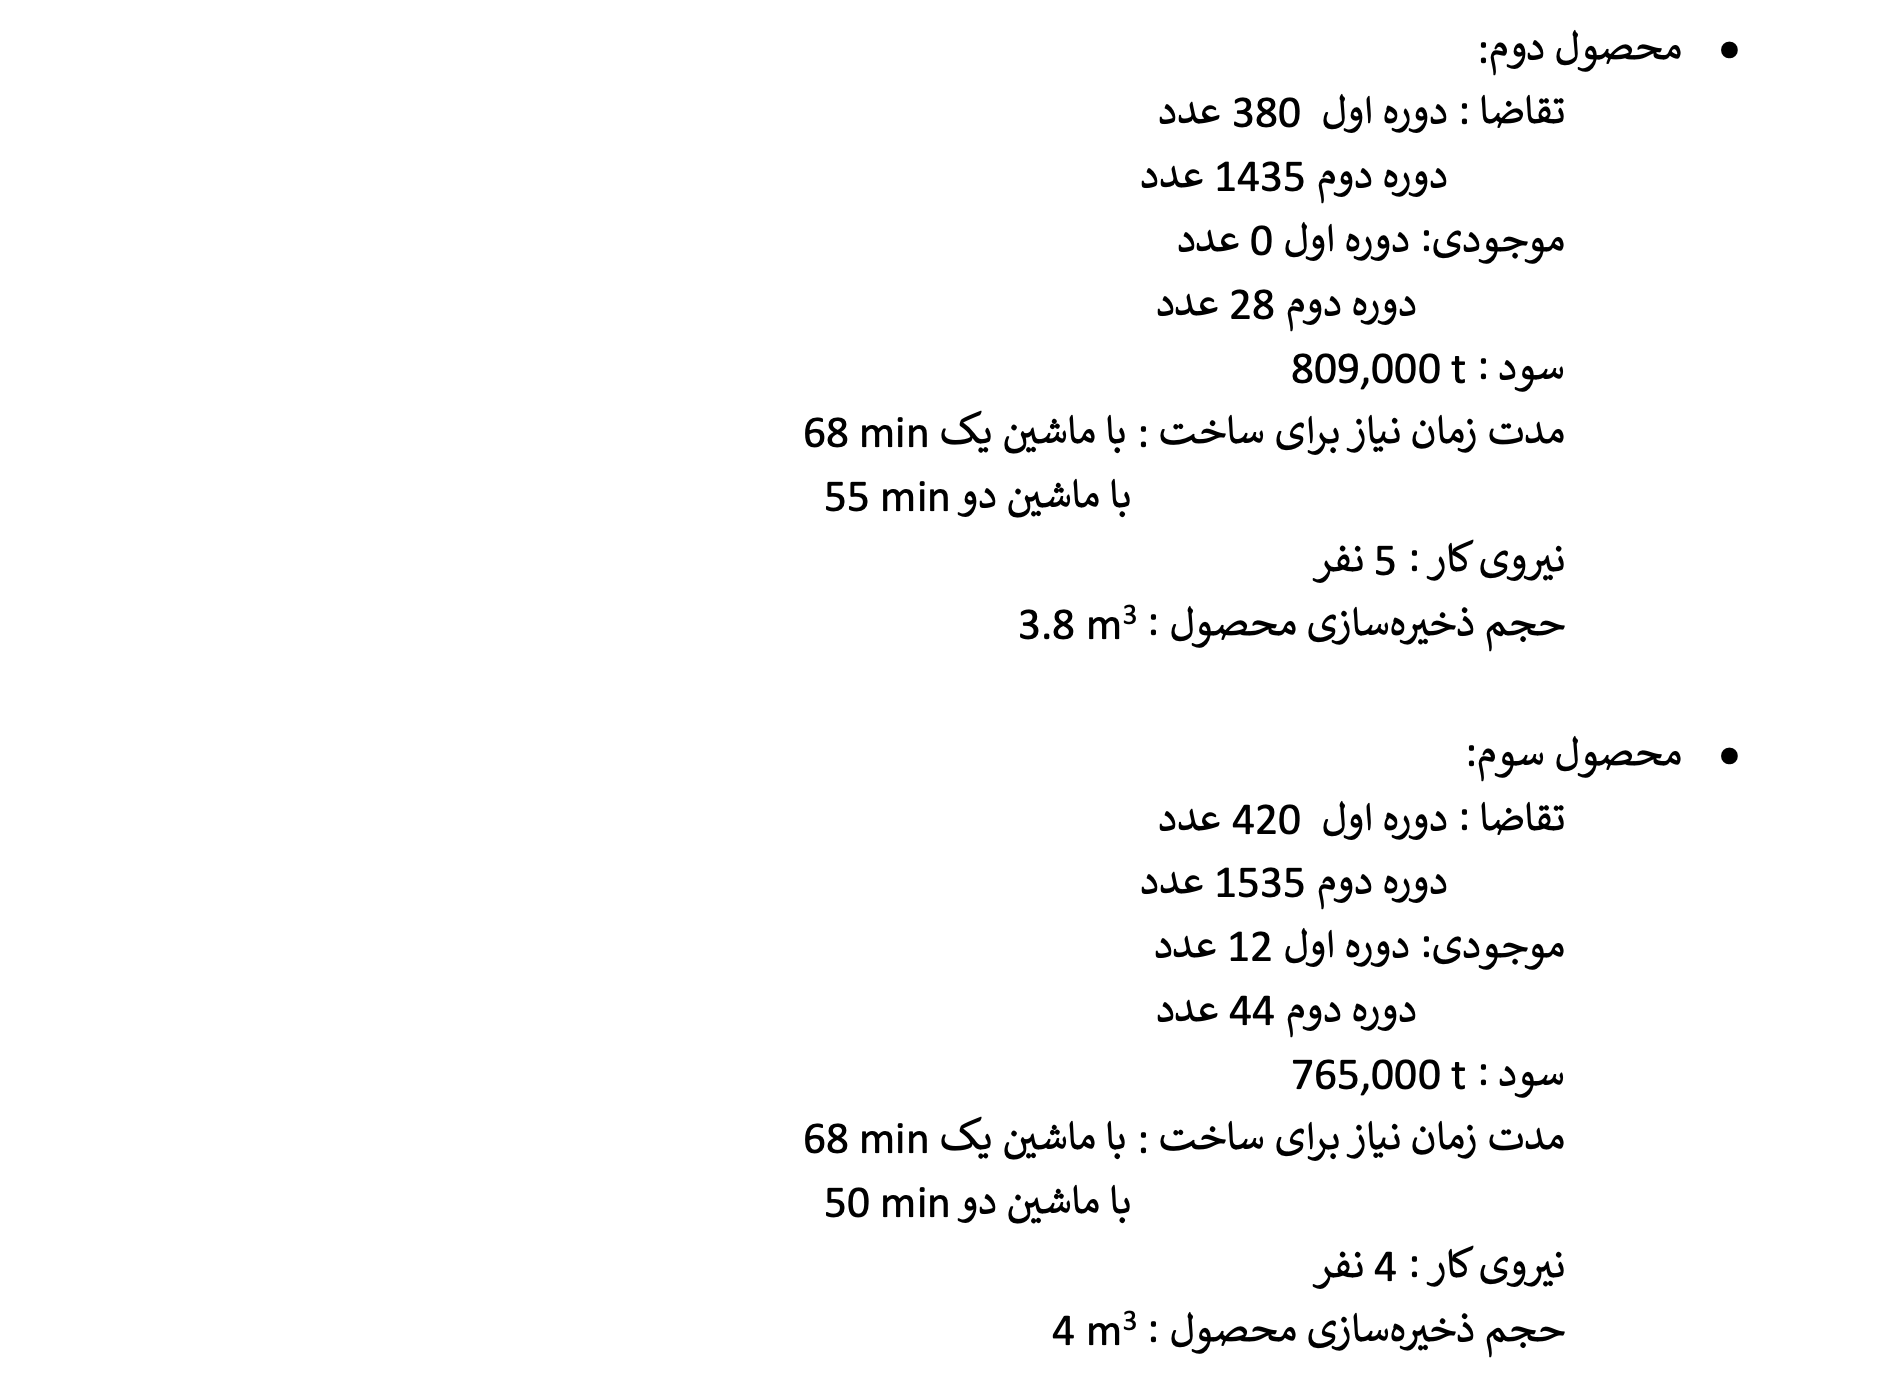 • محصول دوم:
تقاضا : دوره اول 380 عدد
دوره دوم 1435 عدد
موجودی: دوره اول 0 عدد
دوره دوم 28 عدد
سود : 809,000 t
مدت زمان نیاز برای ساخت : با ماشین یک 68 min
با ماشین دو 55 min
نیروی کار : 5 نفر
حجم ذخیره‌سازی محصول : 3.8 m³
• محصول سوم:
تقاضا : دوره اول 420 عدد
دوره دوم 1535 عدد
موجودی: دوره اول 12 عدد
دوره دوم 44 عدد
سود : 765,000 t
مدت زمان نیاز برای ساخت : با ماشین یک 68 min
با ماشین دو 50 min
نیروی کار : 4 نفر
حجم ذخیره‌سازی محصول : 4 m³